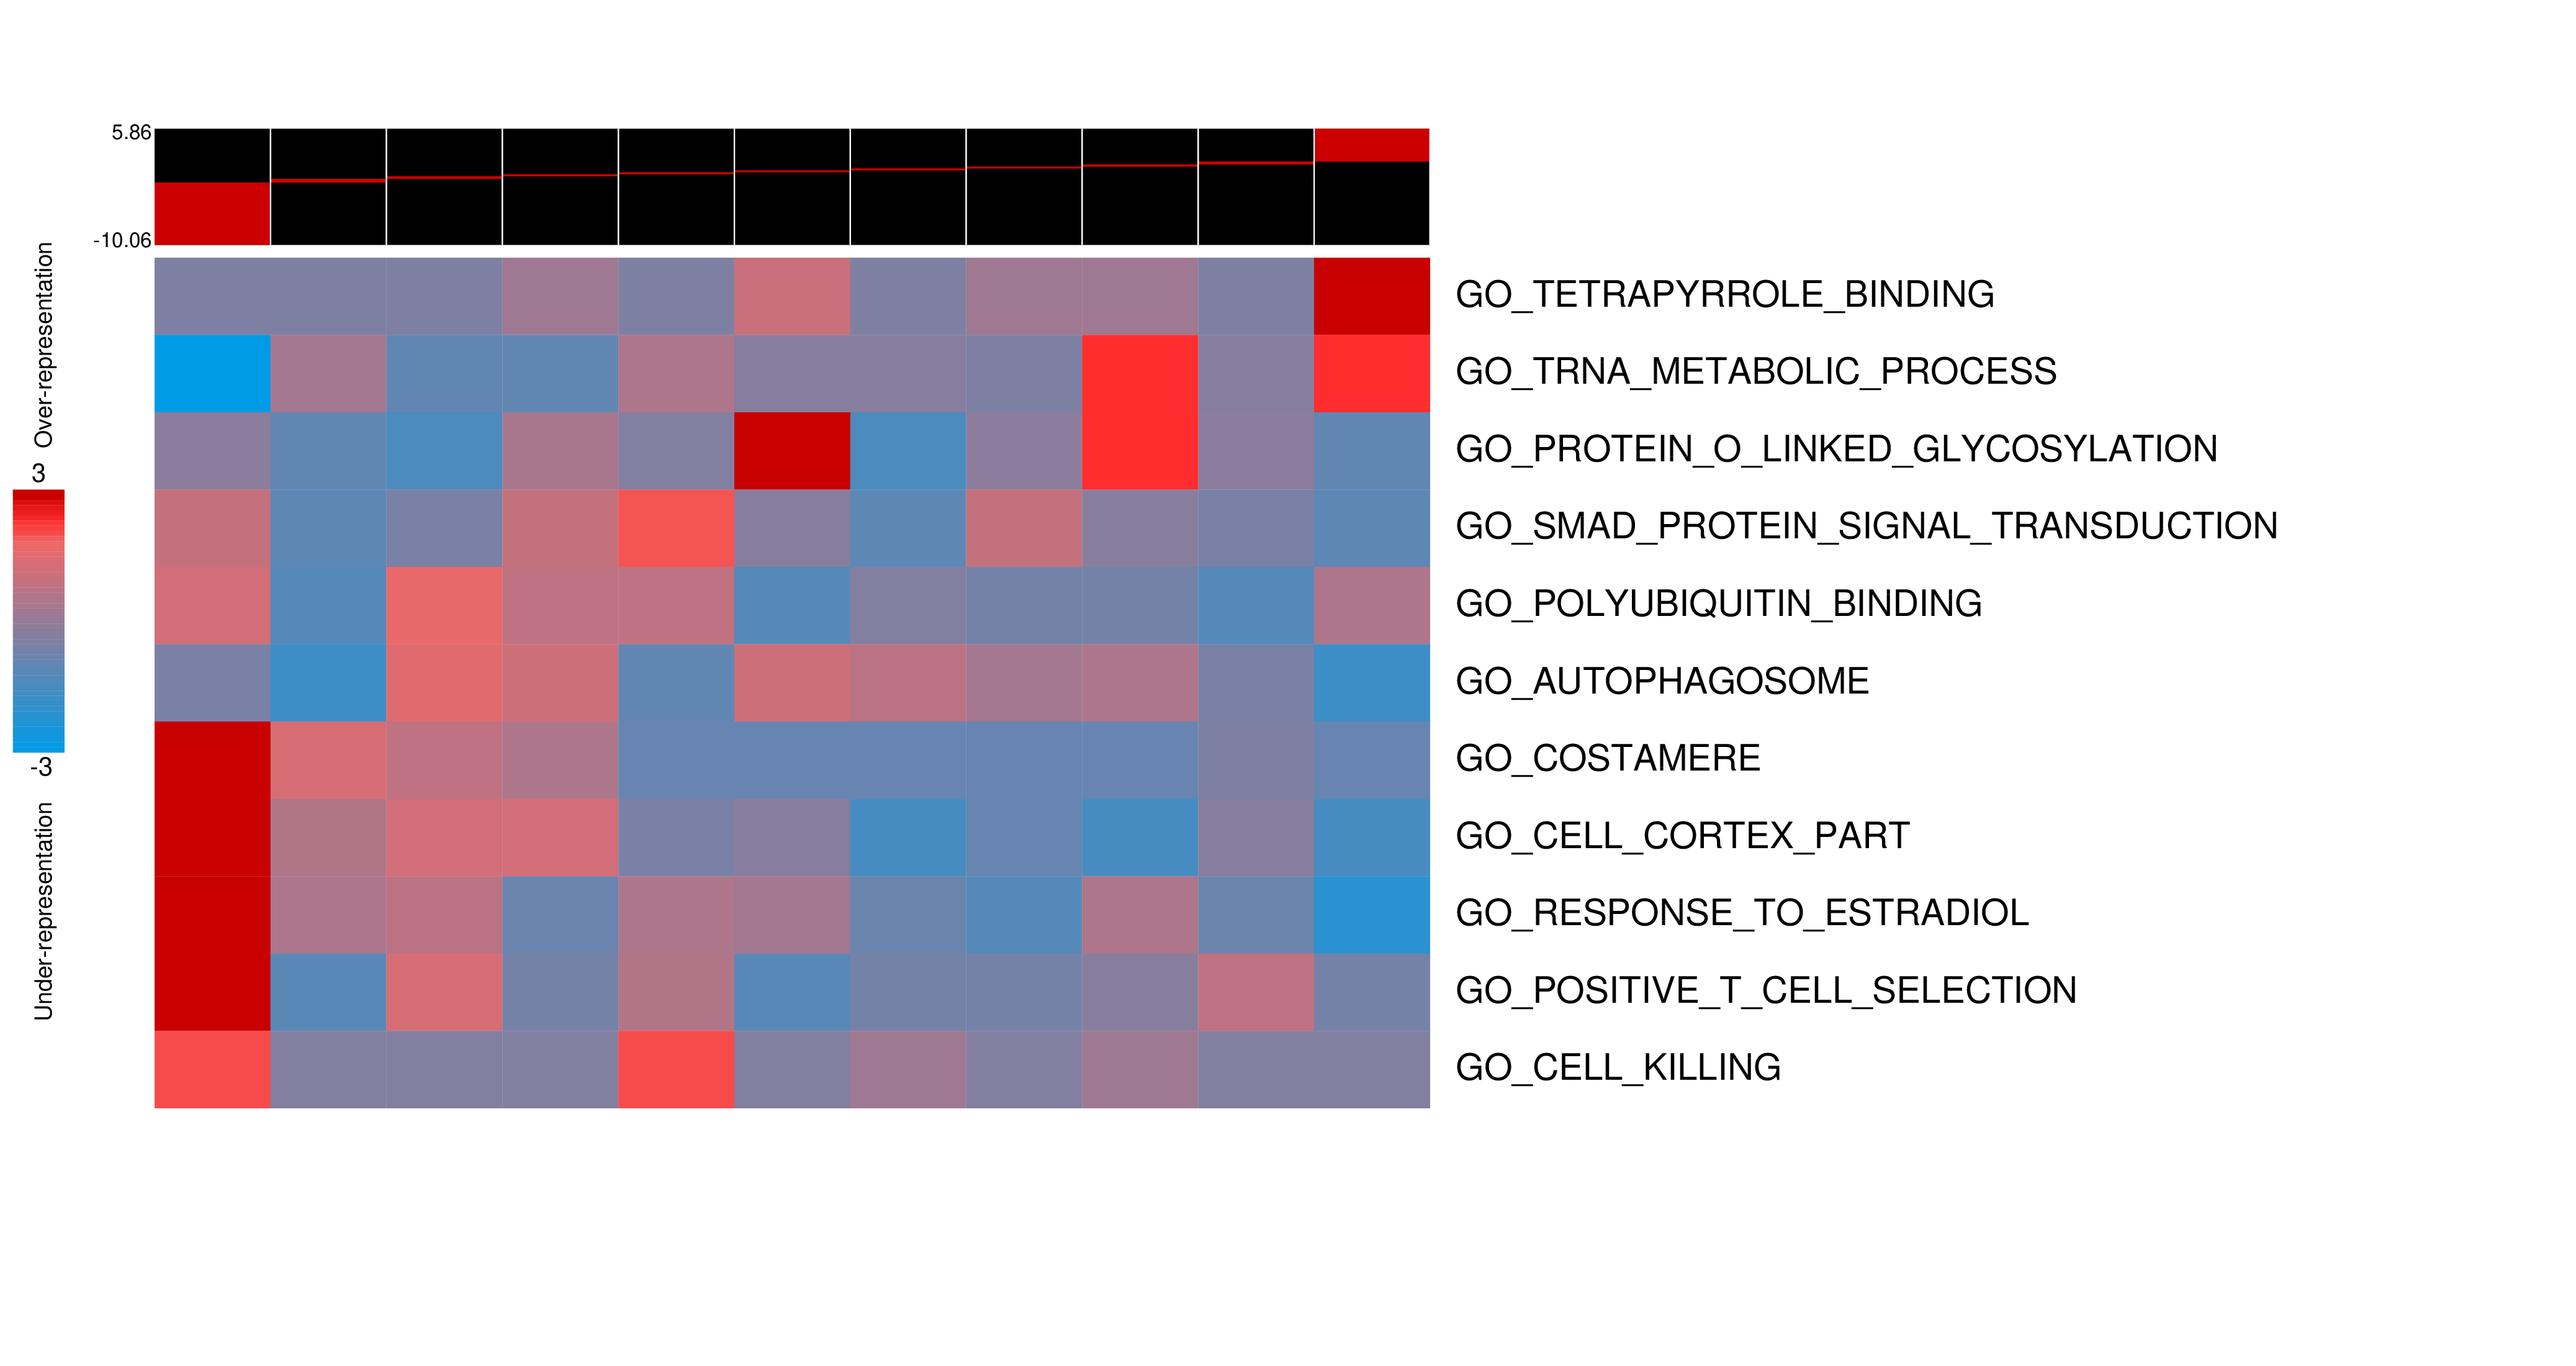 5.86
-10.06
Over-representation
3
-3
Under-representation
GO_TETRAPYRROLE_BINDING
GO_TRNA_METABOLIC_PROCESS
GO_PROTEIN_O_LINKED_GLYCOSYLATION
GO_SMAD_PROTEIN_SIGNAL_TRANSDUCTION
GO_POLYUBIQUITIN_BINDING
GO_AUTOPHAGOSOME
GO_COSTAMERE
GO_CELL_CORTEX_PART
GO_RESPONSE_TO_ESTRADIOL
GO_POSITIVE_T_CELL_SELECTION
GO_CELL_KILLING